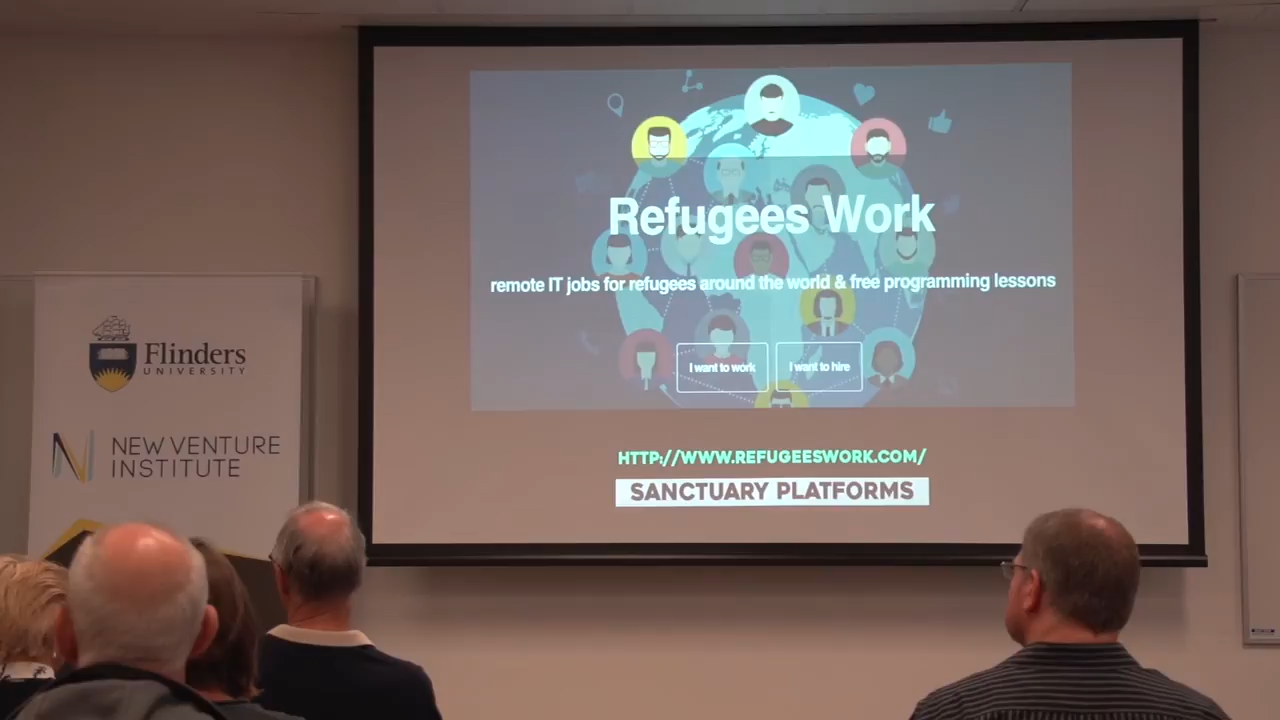 Refugees Work
remote IT jobs for refugees around the world & free programming lessons
I want to work
I want to hire
HTTP://WWW.REFUGEESWORK.COM/
SANCTUARY PLATFORMS
Flinders
UNIVERSITY
NEW VENTURE
INSTITUTE